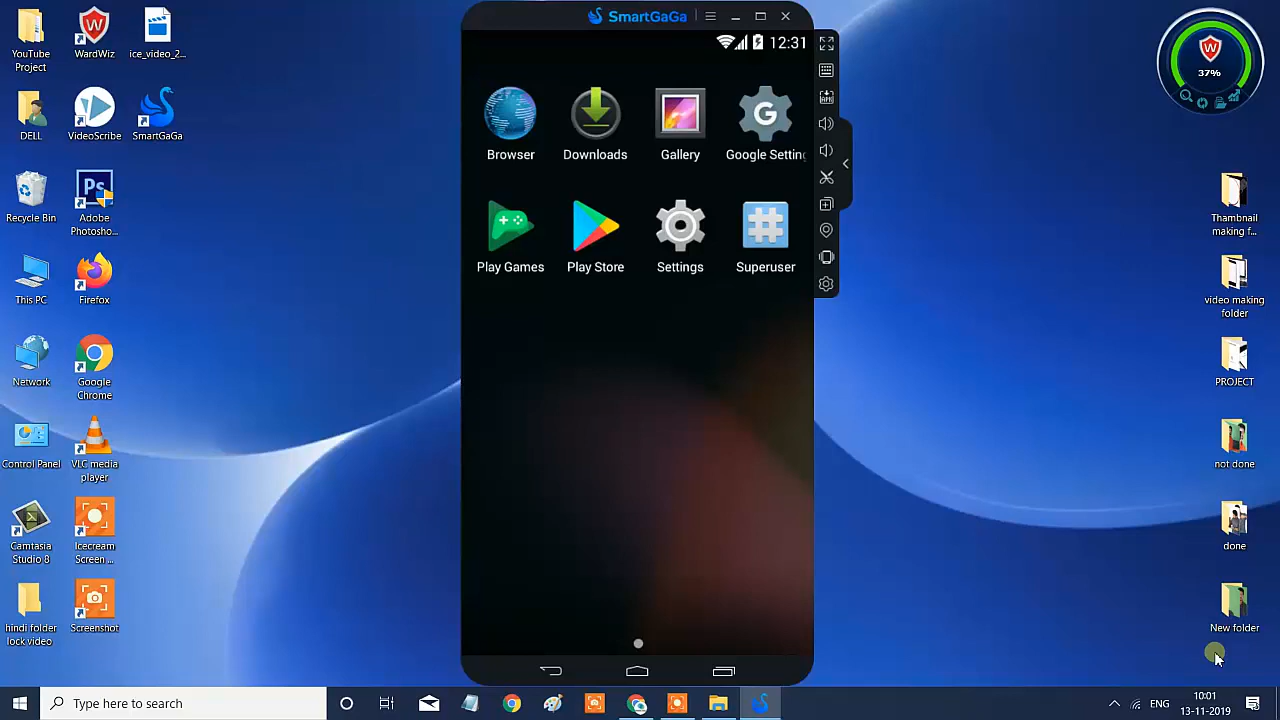 SmartGaGa
12:31
Browser
Downloads
Gallery
Google Setting
Play Games
Play Store
Settings
Superuser
YouTube
Project
WardWiz
ice_video_2...
DELL
VideoScribe
SmartGaGa
Recycle Bin
Adobe
Photosho...
This PC
Firefox
Network
Google
Chrome
Control Panel
VLC media
player
Camtasia
Studio 8
Icecream
Screen ...
hindi folder
lock video
Screenshot
37%
Thumbnail
making f...
video making
folder
PROJECT
not done
done
New folder
Type here to search
ENG
10:01
13-11-2019